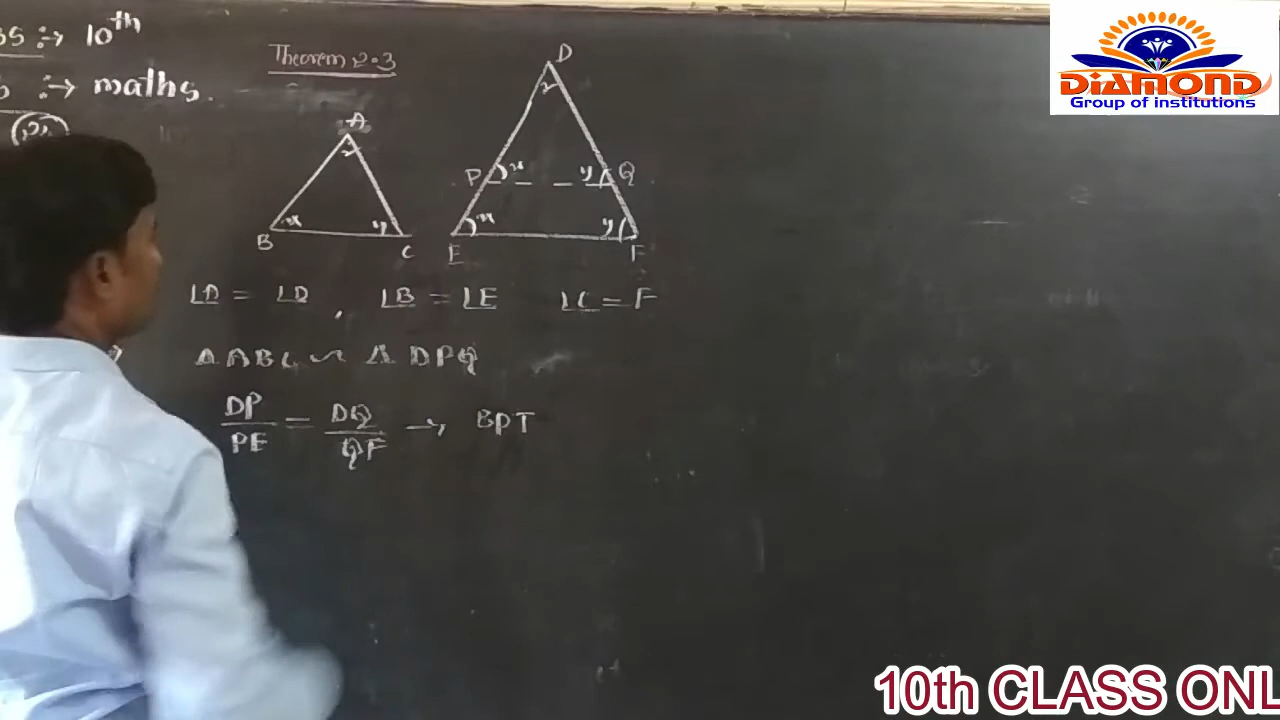 SS :→ 10th
:→ maths.
Theorem 2.3
A
B
C
x
y
D
P
Q
x
y
x
y
E
F
∠A = ∠D , ∠B = ∠E ∠C = F
Δ ABC ~ Δ DPQ
DP/PE = DQ/QF → BPT
DIAMOND
Group of institutions
10th CLASS ONL